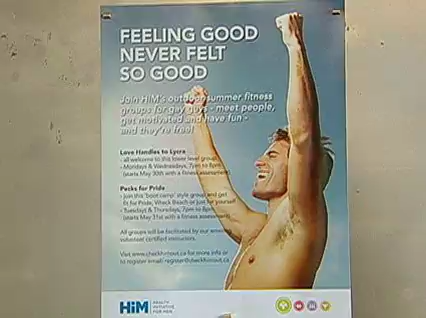 FEELING GOOD
NEVER FELT
SO GOOD
Join HiM's outdoor summer fitness
groups for gay guys - meet people,
get motivated and have fun -
and they're free!
Love Handles to Lycra
- all welcome to this lower level group
- Mondays & Wednesdays, 7pm to 8pm
(starts May 30th with a fitness assessment)
Pecks for Pride
- join this 'boot camp' style group and get
fit for Pride, Wreck Beach or just for yourself
- Tuesdays & Thursdays, 7pm to 8pm
(starts May 31st with a fitness assessment)
All groups will be facilitated by our
volunteer certified instructors.
Visit www.checkhimout.ca for more info or
to register email register@checkhimout.ca
HiM HEALTH
INITIATIVE
FOR MEN